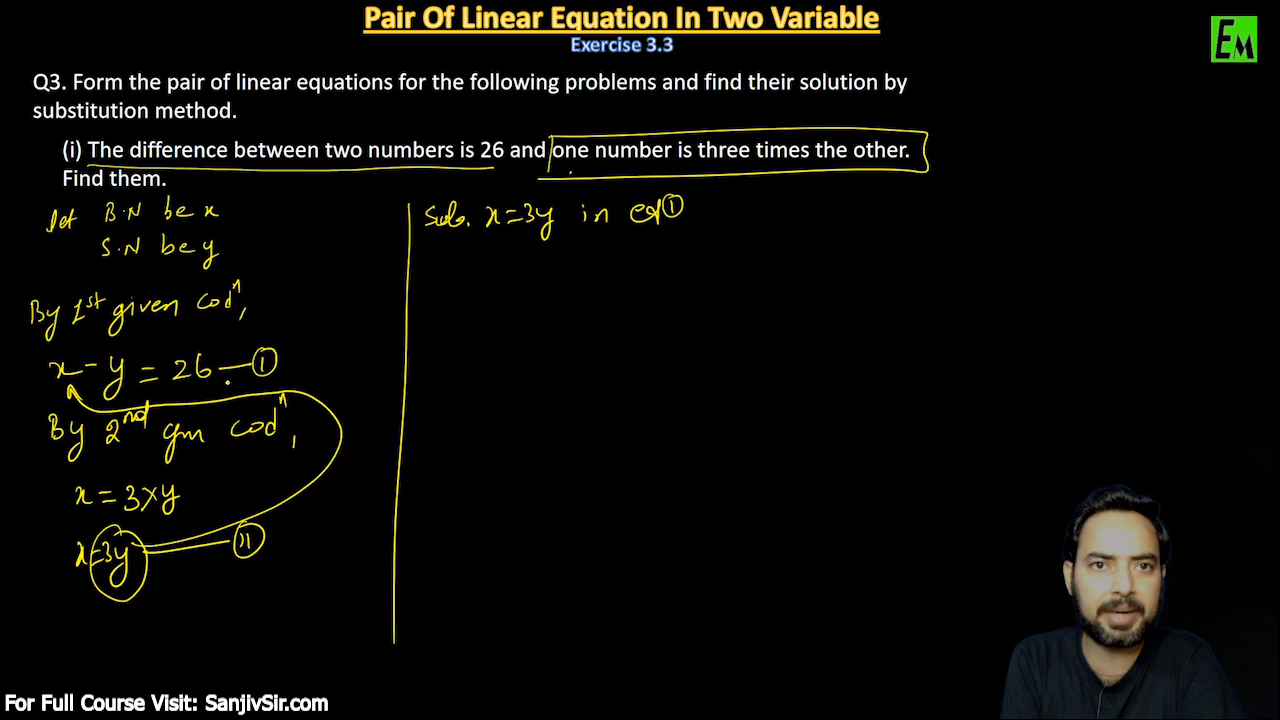 Pair Of Linear Equation In Two Variable
Exercise 3.3
EM
Q3. Form the pair of linear equations for the following problems and find their solution by
substitution method.
(i) The difference between two numbers is 26 and one number is three times the other.
Find them.
let B.N be x
S.N be y
By 1st given codⁿ,
x - y = 26 — ①
By 2nd gvn codⁿ,
x = 3 × y
x = 3y — ⑪
Sub. x = 3y in eq ①
For Full Course Visit: SanjivSir.com